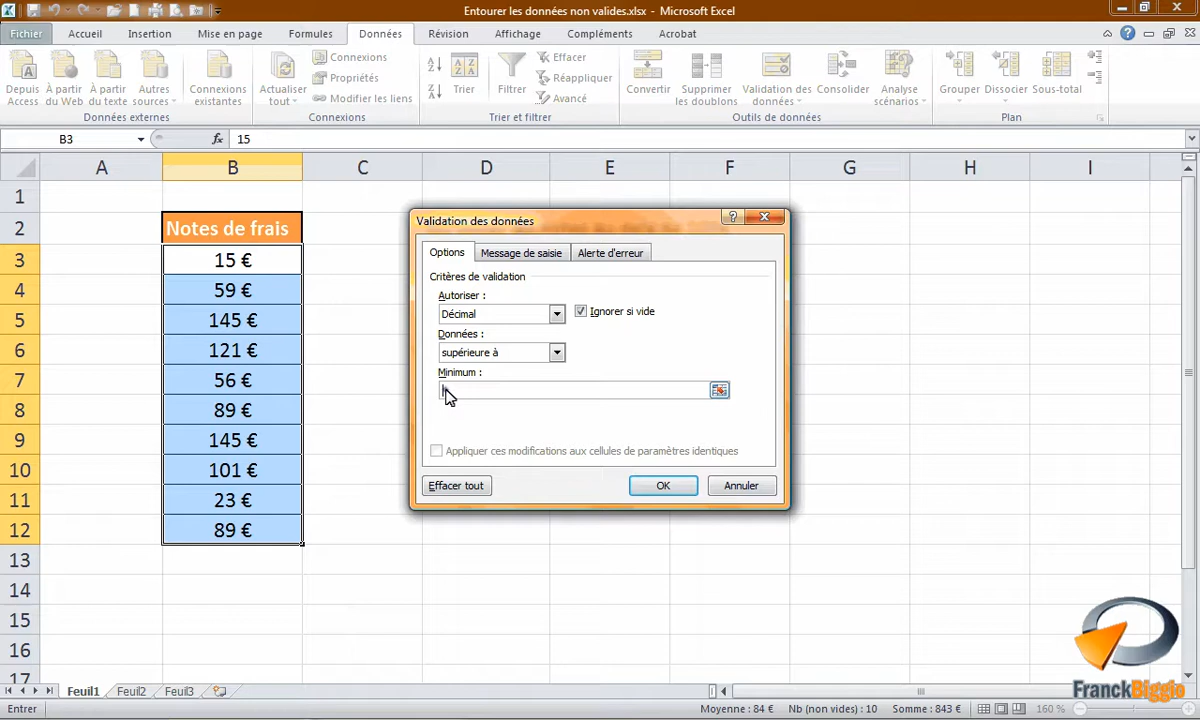 Entourer les données non valides.xlsx - Microsoft Excel
Fichier Accueil Insertion Mise en page Formules Données Révision Affichage Compléments Acrobat
Depuis Access
À partir du Web
À partir du texte
Autres sources
Connexions existantes
Données externes
Actualiser tout
Connexions
Propriétés
Modifier les liens
Connexions
Trier
Filtrer
Effacer
Réappliquer
Avancé
Trier et filtrer
Convertir
Supprimer les doublons
Validation des données
Consolider
Analyse scénarios
Outils de données
Grouper
Dissocier
Sous-total
Plan
B3 fx 15
A B C D E F G H I
1
2 Notes de frais
3 15 €
4 59 €
5 145 €
6 121 €
7 56 €
8 89 €
9 145 €
10 101 €
11 23 €
12 89 €
13
14
15
16
17
Validation des données
Options Message de saisie Alerte d'erreur
Critères de validation
Autoriser :
Décimal Ignorer si vide
Données :
supérieure à
Minimum :
Appliquer ces modifications aux cellules de paramètres identiques
Effacer tout OK Annuler
FranckBiggio
Feuil1 Feuil2 Feuil3
Entrer Moyenne : 84 € Nb (non vides) : 10 Somme : 843 € 160 %